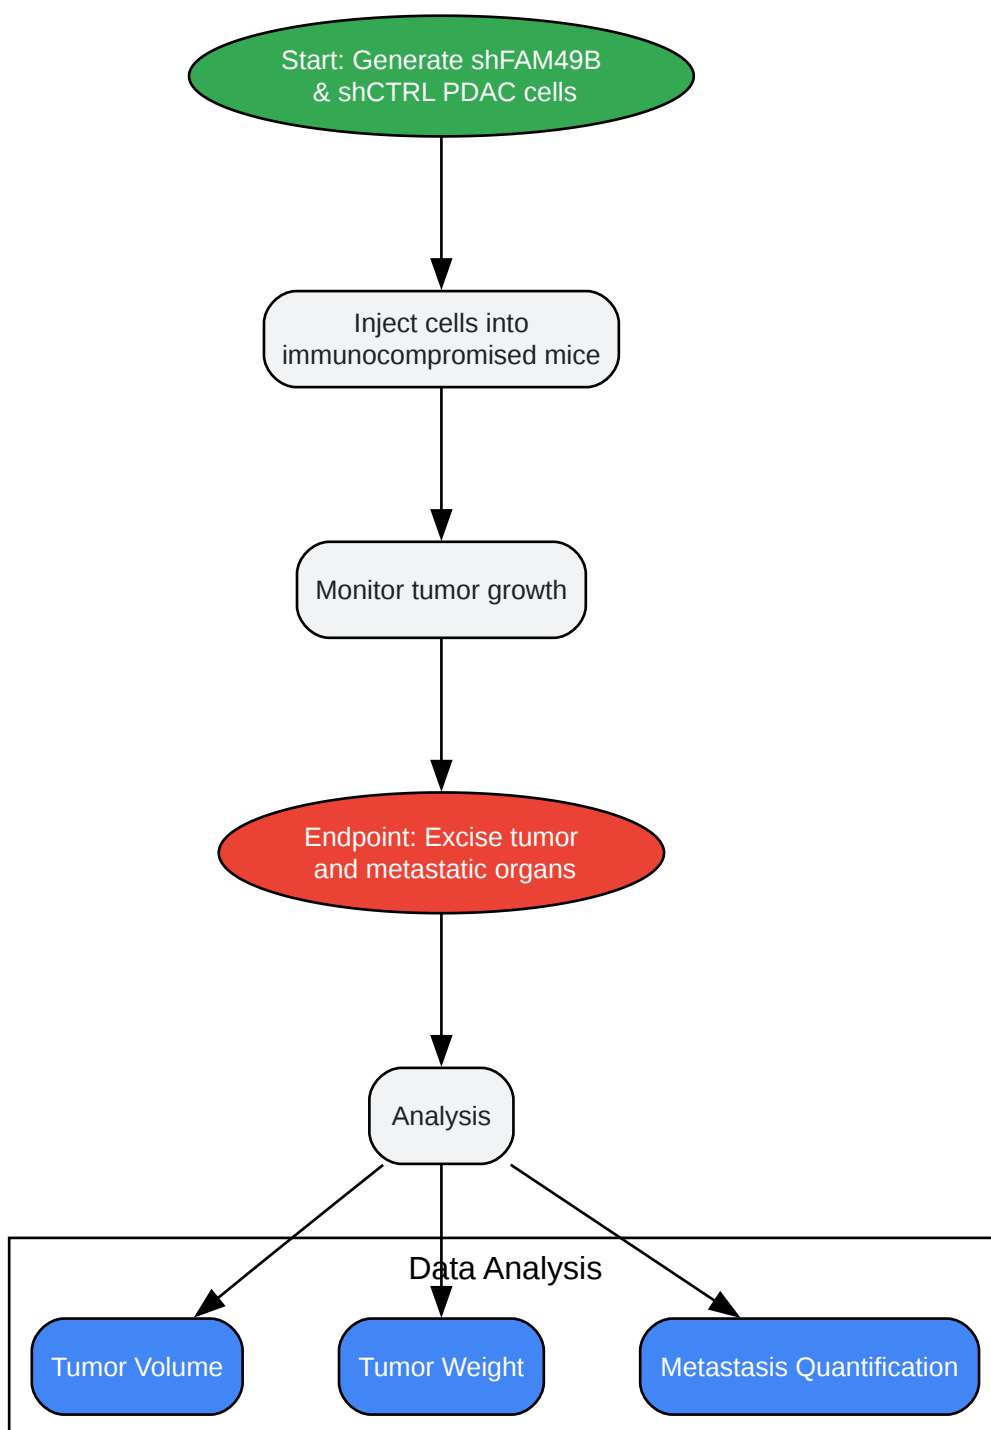 Start: Generate shFAM49B
& shCTRL PDAC cells
Inject cells into
immunocompromised mice
Monitor tumor growth
Endpoint: Excise tumor
and metastatic organs
Analysis
Data Analysis
Tumor Volume
Tumor Weight
Metastasis Quantification